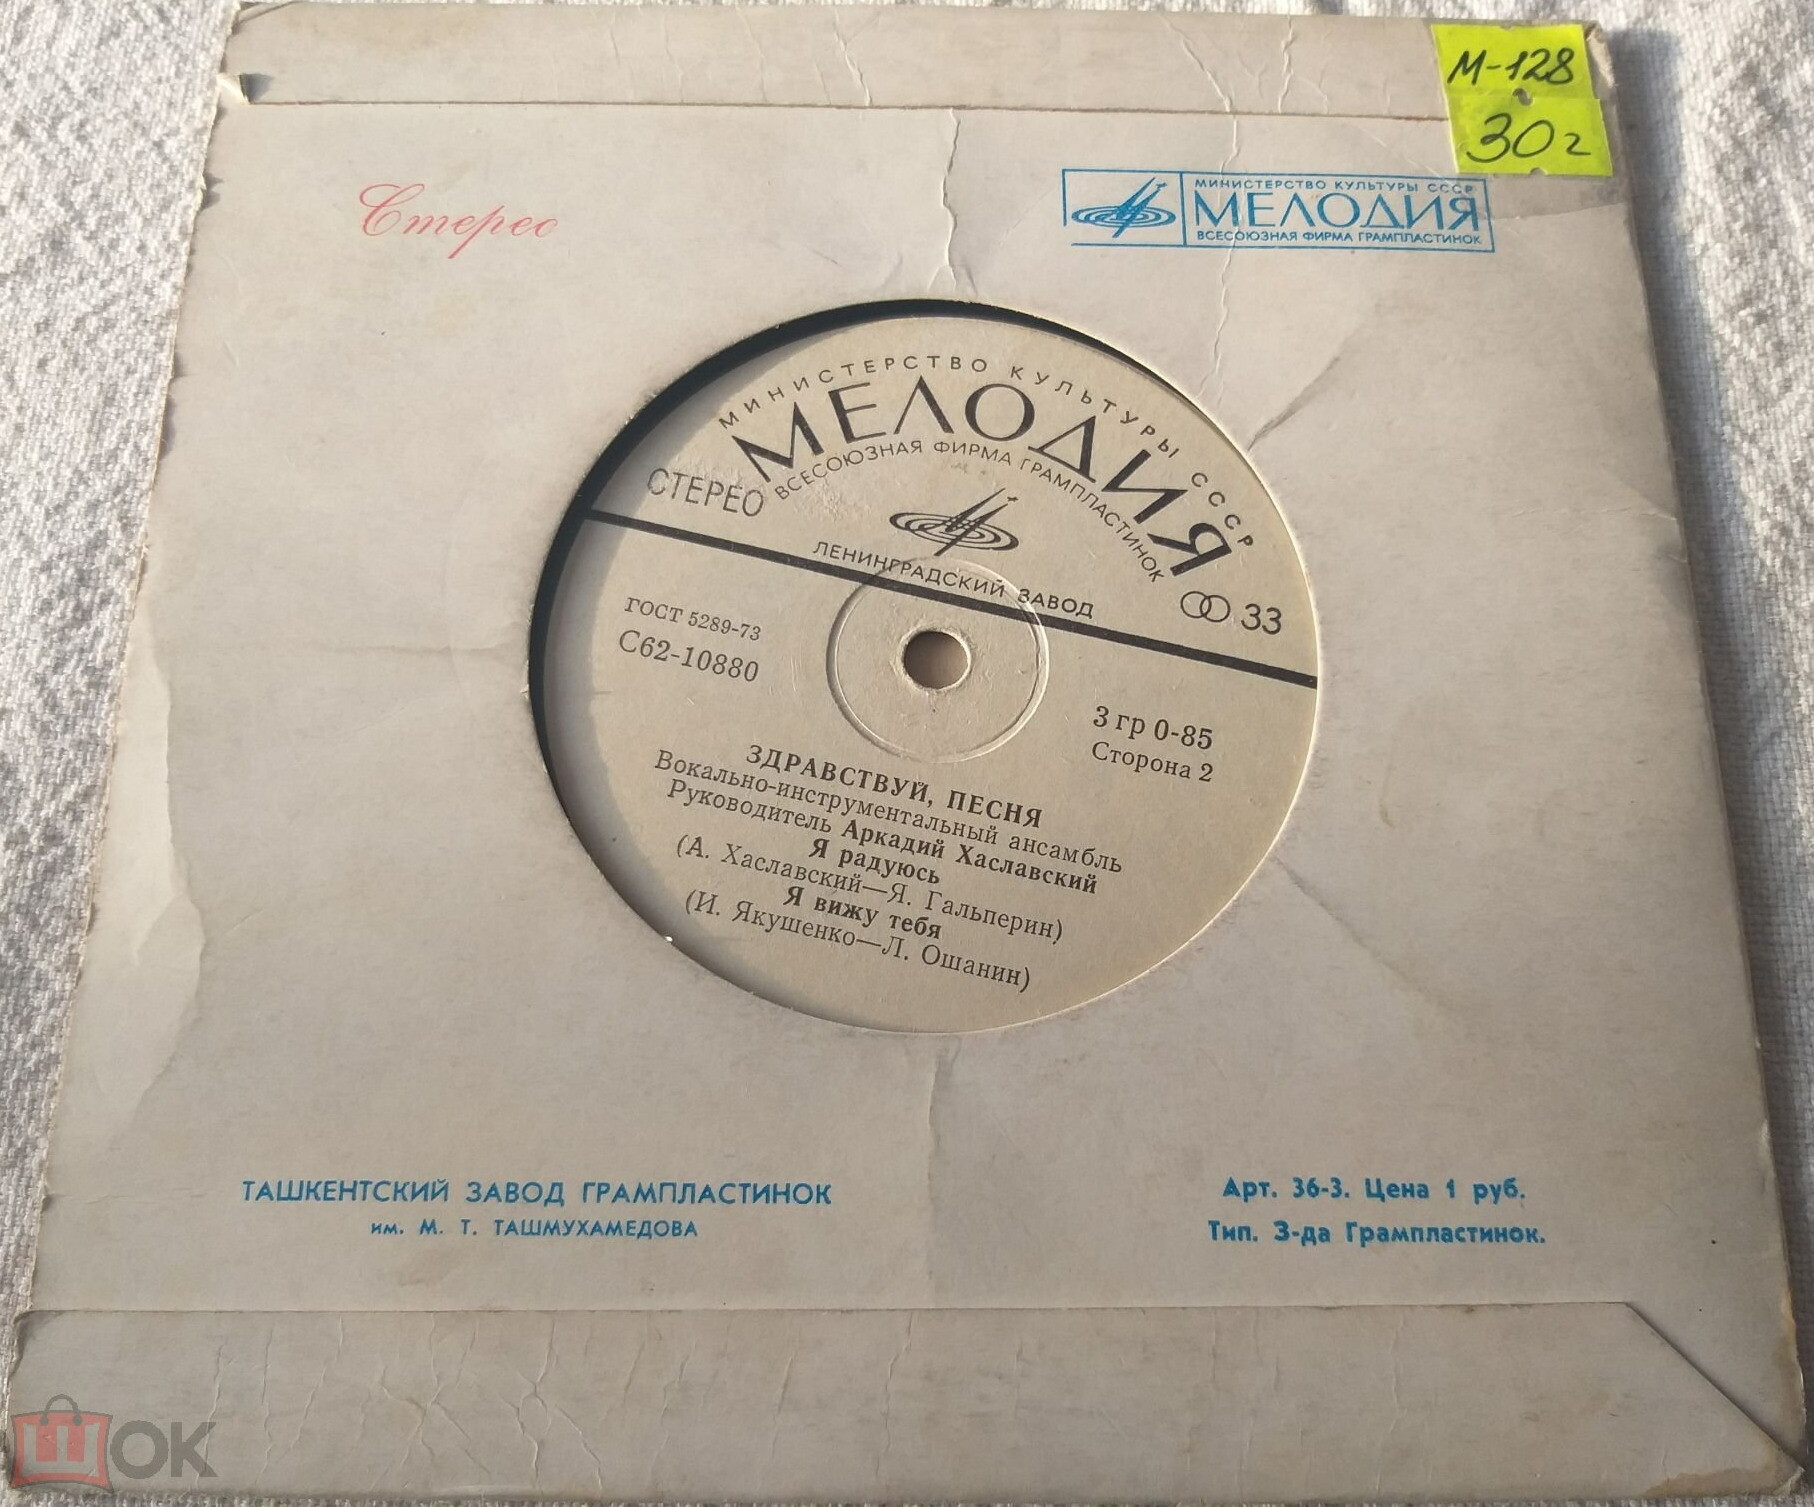 М-128
30г
Стерео
МИНИСТЕРСТВО КУЛЬТУРЫ СССР
МЕЛОДИЯ
ВСЕСОЮЗНАЯ ФИРМА ГРАМПЛАСТИНОК
МИНИСТЕРСТВО КУЛЬТУРЫ СССР
МЕЛОДИЯ
ВСЕСОЮЗНАЯ ФИРМА ГРАМПЛАСТИНОК
СТЕРЕО
ЛЕНИНГРАДСКИЙ ЗАВОД
33
ГОСТ 5289-73
С62-10880
3 гр 0-85
Сторона 2
ЗДРАВСТВУЙ, ПЕСНЯ
Вокально-инструментальный ансамбль
Руководитель Аркадий Хаславский
Я радуюсь
(А. Хаславский—Я. Гальперин)
Я вижу тебя
(И. Якушенко—Л. Ошанин)
ТАШКЕНТСКИЙ ЗАВОД ГРАМПЛАСТИНОК
им. М. Т. ТАШМУХАМЕДОВА
Арт. 36-3. Цена 1 руб.
Тип. З-да Грампластинок.
шок